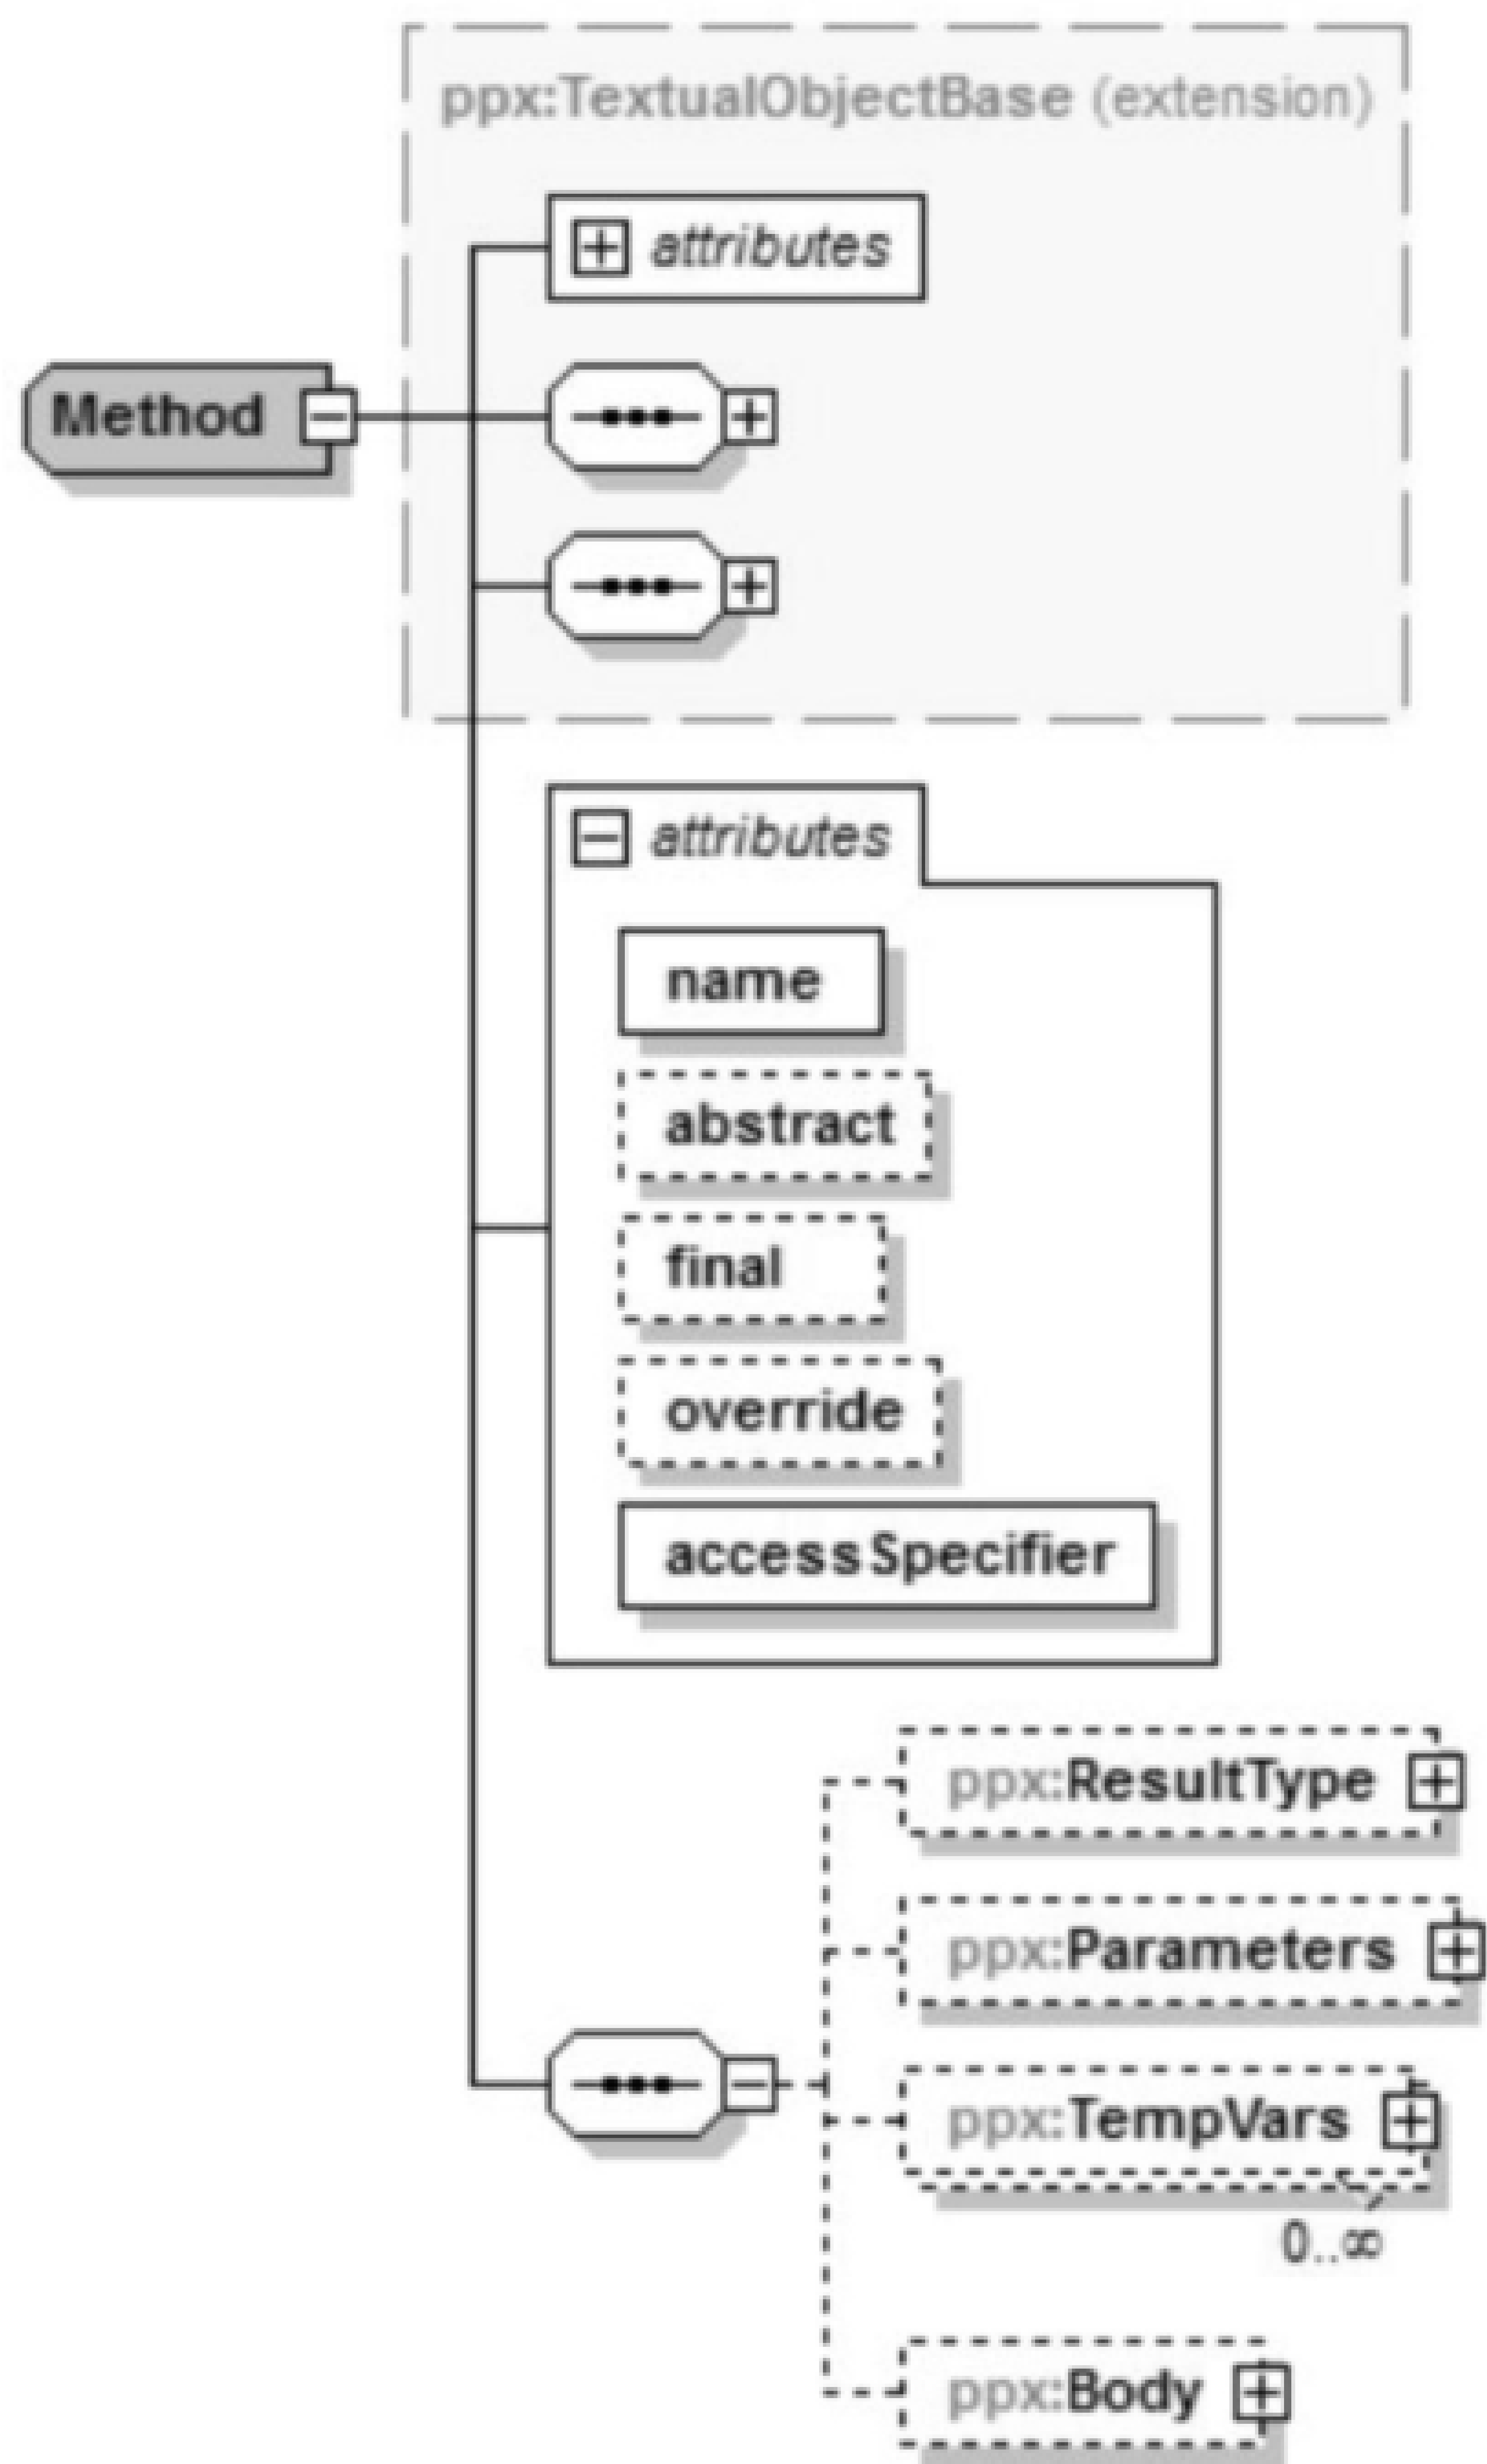 ppx:TextualObjectBase (extension)
attributes
Method
attributes
name
abstract
final
override
accessSpecifier
ppx:ResultType
ppx:Parameters
ppx:TempVars
0..∞
ppx:Body